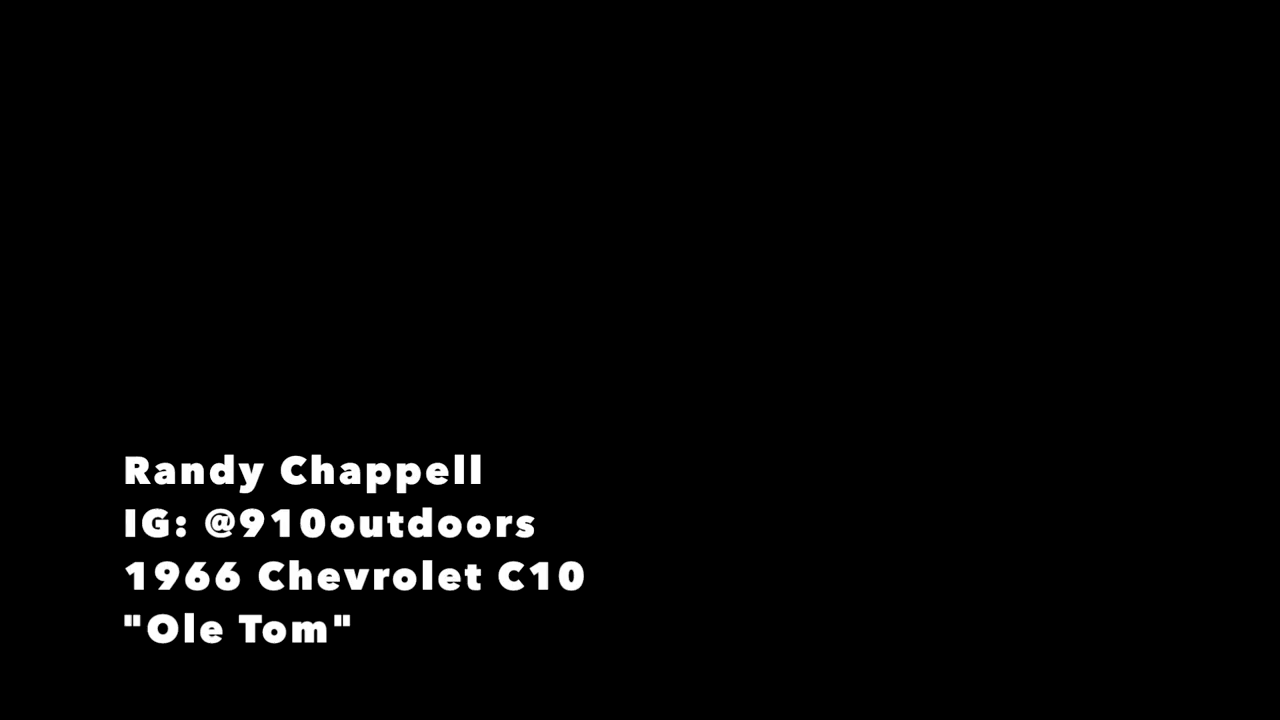 Randy Chappell
IG: @910outdoors
1966 Chevrolet C10
"Ole Tom"